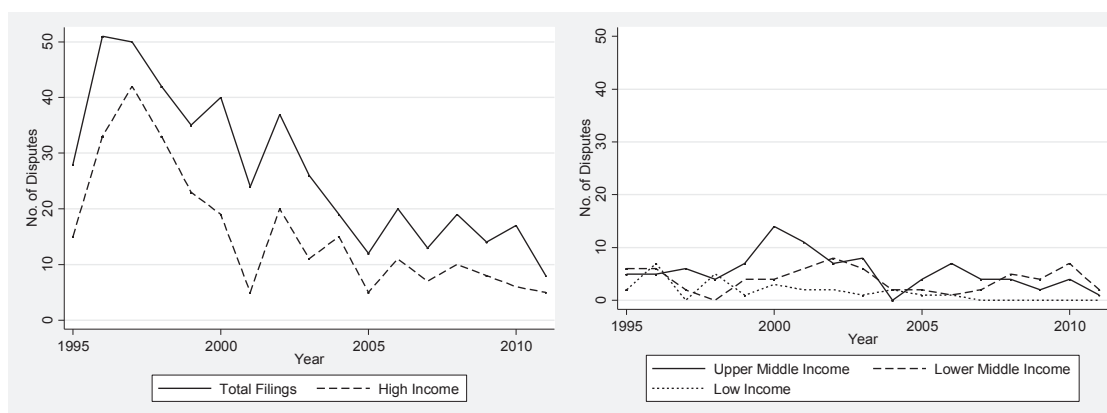 No. of Disputes
50
40
30
20
10
0
1995
2000
2005
2010
Year
Total Filings
High Income
No. of Disputes
50
40
30
20
10
0
1995
2000
2005
2010
Year
Upper Middle Income
Lower Middle Income
Low Income